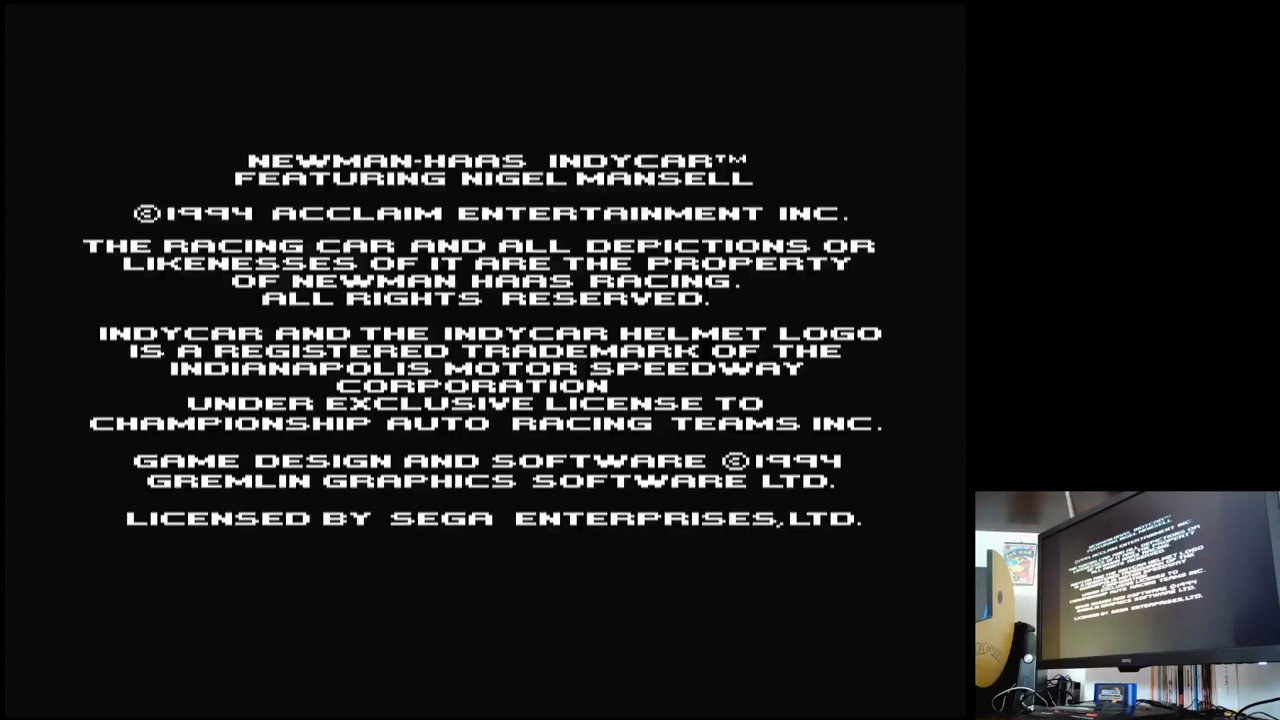 NEWMAN-HAAS INDYCAR™
FEATURING NIGEL MANSELL
©1994 ACCLAIM ENTERTAINMENT INC.
THE RACING CAR AND ALL DEPICTIONS OR
LIKENESSES OF IT ARE THE PROPERTY
OF NEWMAN HAAS RACING.
ALL RIGHTS RESERVED.
INDYCAR AND THE INDYCAR HELMET LOGO
IS A REGISTERED TRADEMARK OF THE
INDIANAPOLIS MOTOR SPEEDWAY
CORPORATION
UNDER EXCLUSIVE LICENSE TO
CHAMPIONSHIP AUTO RACING TEAMS INC.
GAME DESIGN AND SOFTWARE ©1994
GREMLIN GRAPHICS SOFTWARE LTD.
LICENSED BY SEGA ENTERPRISES,LTD.